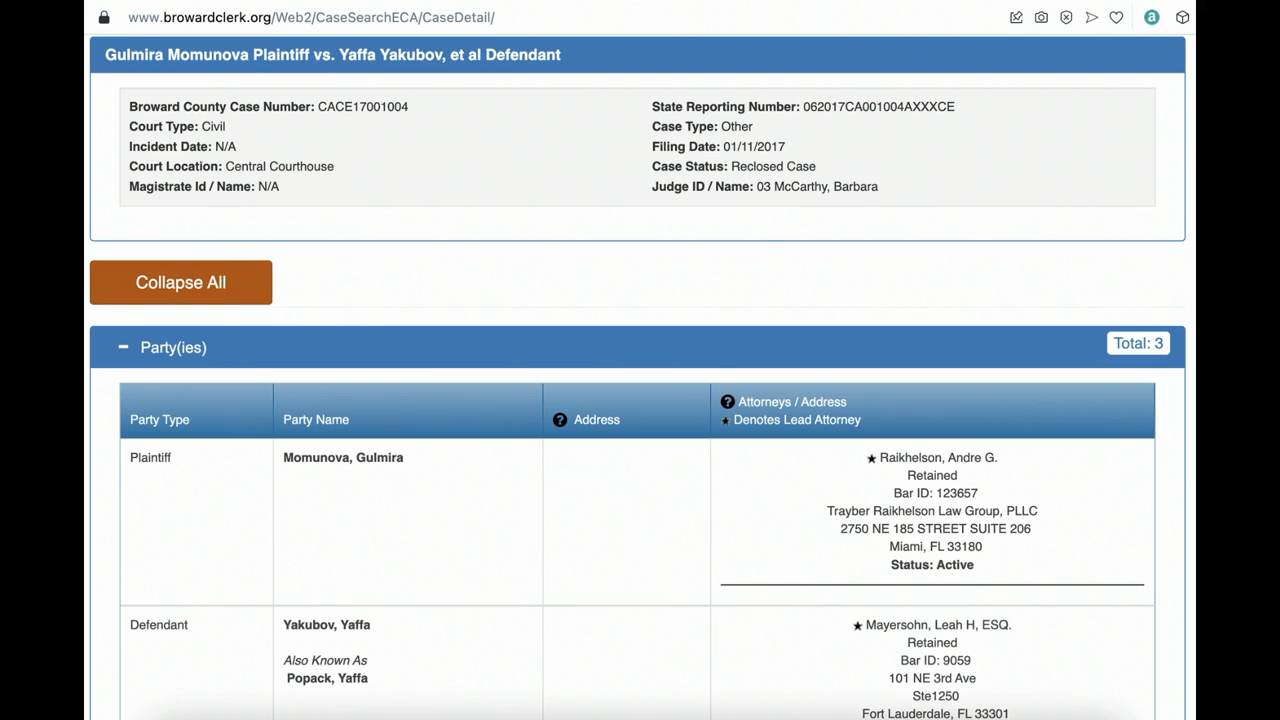 www.browardclerk.org/Web2/CaseSearchECA/CaseDetail/
Gulmira Momunova Plaintiff vs. Yaffa Yakubov, et al Defendant
Broward County Case Number: CACE17001004
State Reporting Number: 062017CA001004AXXXCE
Court Type: Civil
Case Type: Other
Incident Date: N/A
Filing Date: 01/11/2017
Court Location: Central Courthouse
Case Status: Reclosed Case
Magistrate Id / Name: N/A
Judge ID / Name: 03 McCarthy, Barbara
Collapse All
− Party(ies)
Total: 3
Party Type
Party Name
? Address
? Attorneys / Address
★ Denotes Lead Attorney
Plaintiff
Momunova, Gulmira
★ Raikhelson, Andre G.
Retained
Bar ID: 123657
Trayber Raikhelson Law Group, PLLC
2750 NE 185 STREET SUITE 206
Miami, FL 33180
Status: Active
Defendant
Yakubov, Yaffa
Also Known As
Popack, Yaffa
★ Mayersohn, Leah H, ESQ.
Retained
Bar ID: 9059
101 NE 3rd Ave
Ste1250
Fort Lauderdale, FL 33301